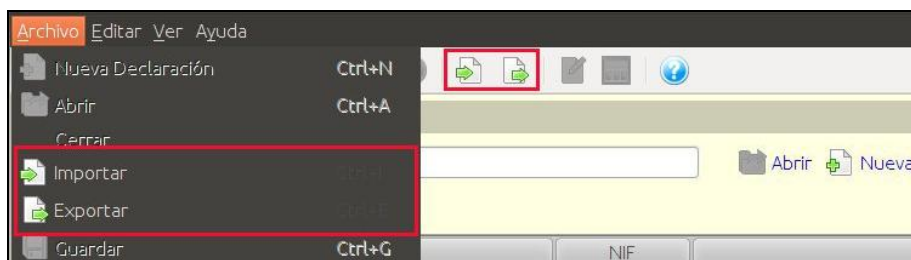 Archivo Editar Ver Ayuda
Nueva Declaración Ctrl+N
Abrir Ctrl+A
Cerrar
Importar
Abrir Nueva
Exportar
Guardar Ctrl+G
NIF